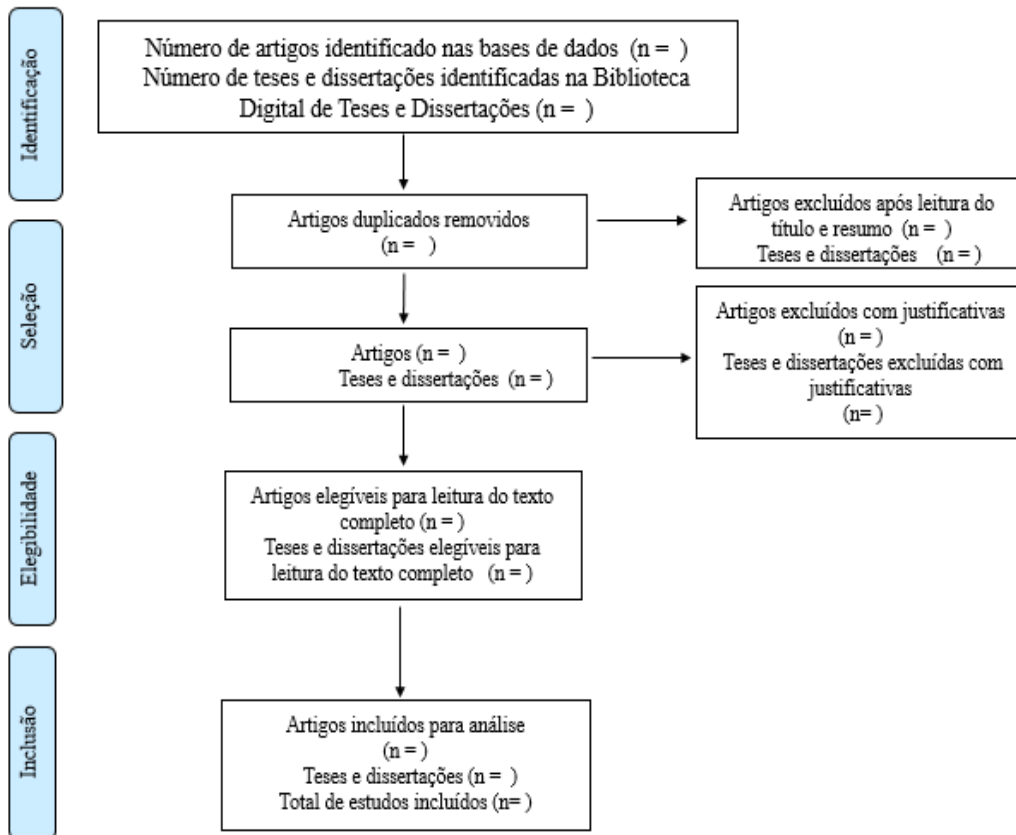 Identificação
Número de artigos identificado nas bases de dados (n = )
Número de teses e dissertações identificadas na Biblioteca
Digital de Teses e Dissertações (n = )
Seleção
Artigos duplicados removidos
(n = )
Artigos excluídos após leitura do
título e resumo (n = )
Teses e dissertações (n = )
Artigos (n = )
Teses e dissertações (n = )
Artigos excluídos com justificativas
(n = )
Teses e dissertações excluídas com
justificativas
(n= )
Elegibilidade
Artigos elegíveis para leitura do texto
completo (n = )
Teses e dissertações elegíveis para
leitura do texto completo (n = )
Inclusão
Artigos incluídos para análise
(n = )
Teses e dissertações (n = )
Total de estudos incluídos (n= )